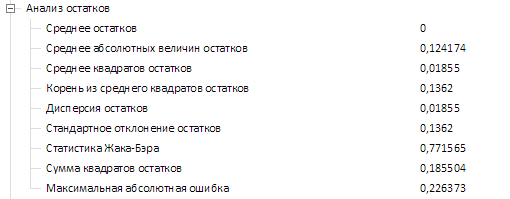 Анализ остатков
Среднее остатков 0
Среднее абсолютных величин остатков 0,124174
Среднее квадратов остатков 0,01855
Корень из среднего квадратов остатков 0,1362
Дисперсия остатков 0,01855
Стандартное отклонение остатков 0,1362
Статистика Жака-Бэра 0,771565
Сумма квадратов остатков 0,185504
Максимальная абсолютная ошибка 0,226373